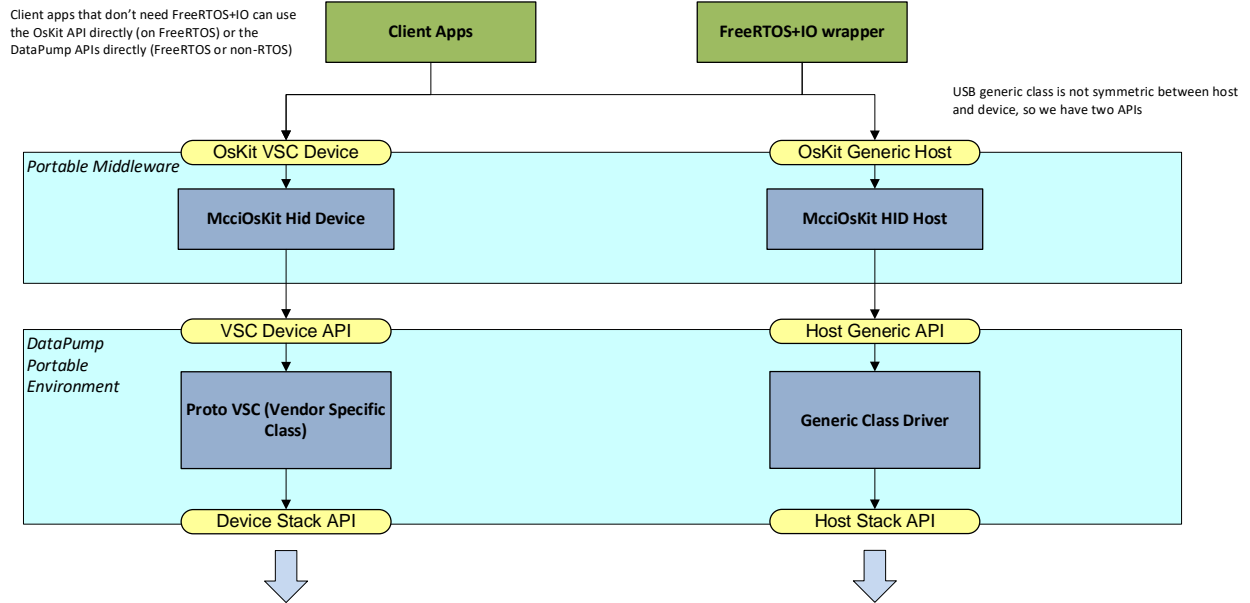 Client apps that don't need FreeRTOS+IO can use
the OsKit API directly (on FreeRTOS) or the
DataPump APIs directly (FreeRTOS or non-RTOS)
Client Apps
FreeRTOS+IO wrapper
USB generic class is not symmetric between host
and device, so we have two APIs
OsKit VSC Device
OsKit Generic Host
Portable Middleware
McciOsKit Hid Device
McciOsKit HID Host
VSC Device API
Host Generic API
DataPump
Portable
Environment
Proto VSC (Vendor Specific
Class)
Generic Class Driver
Device Stack API
Host Stack API